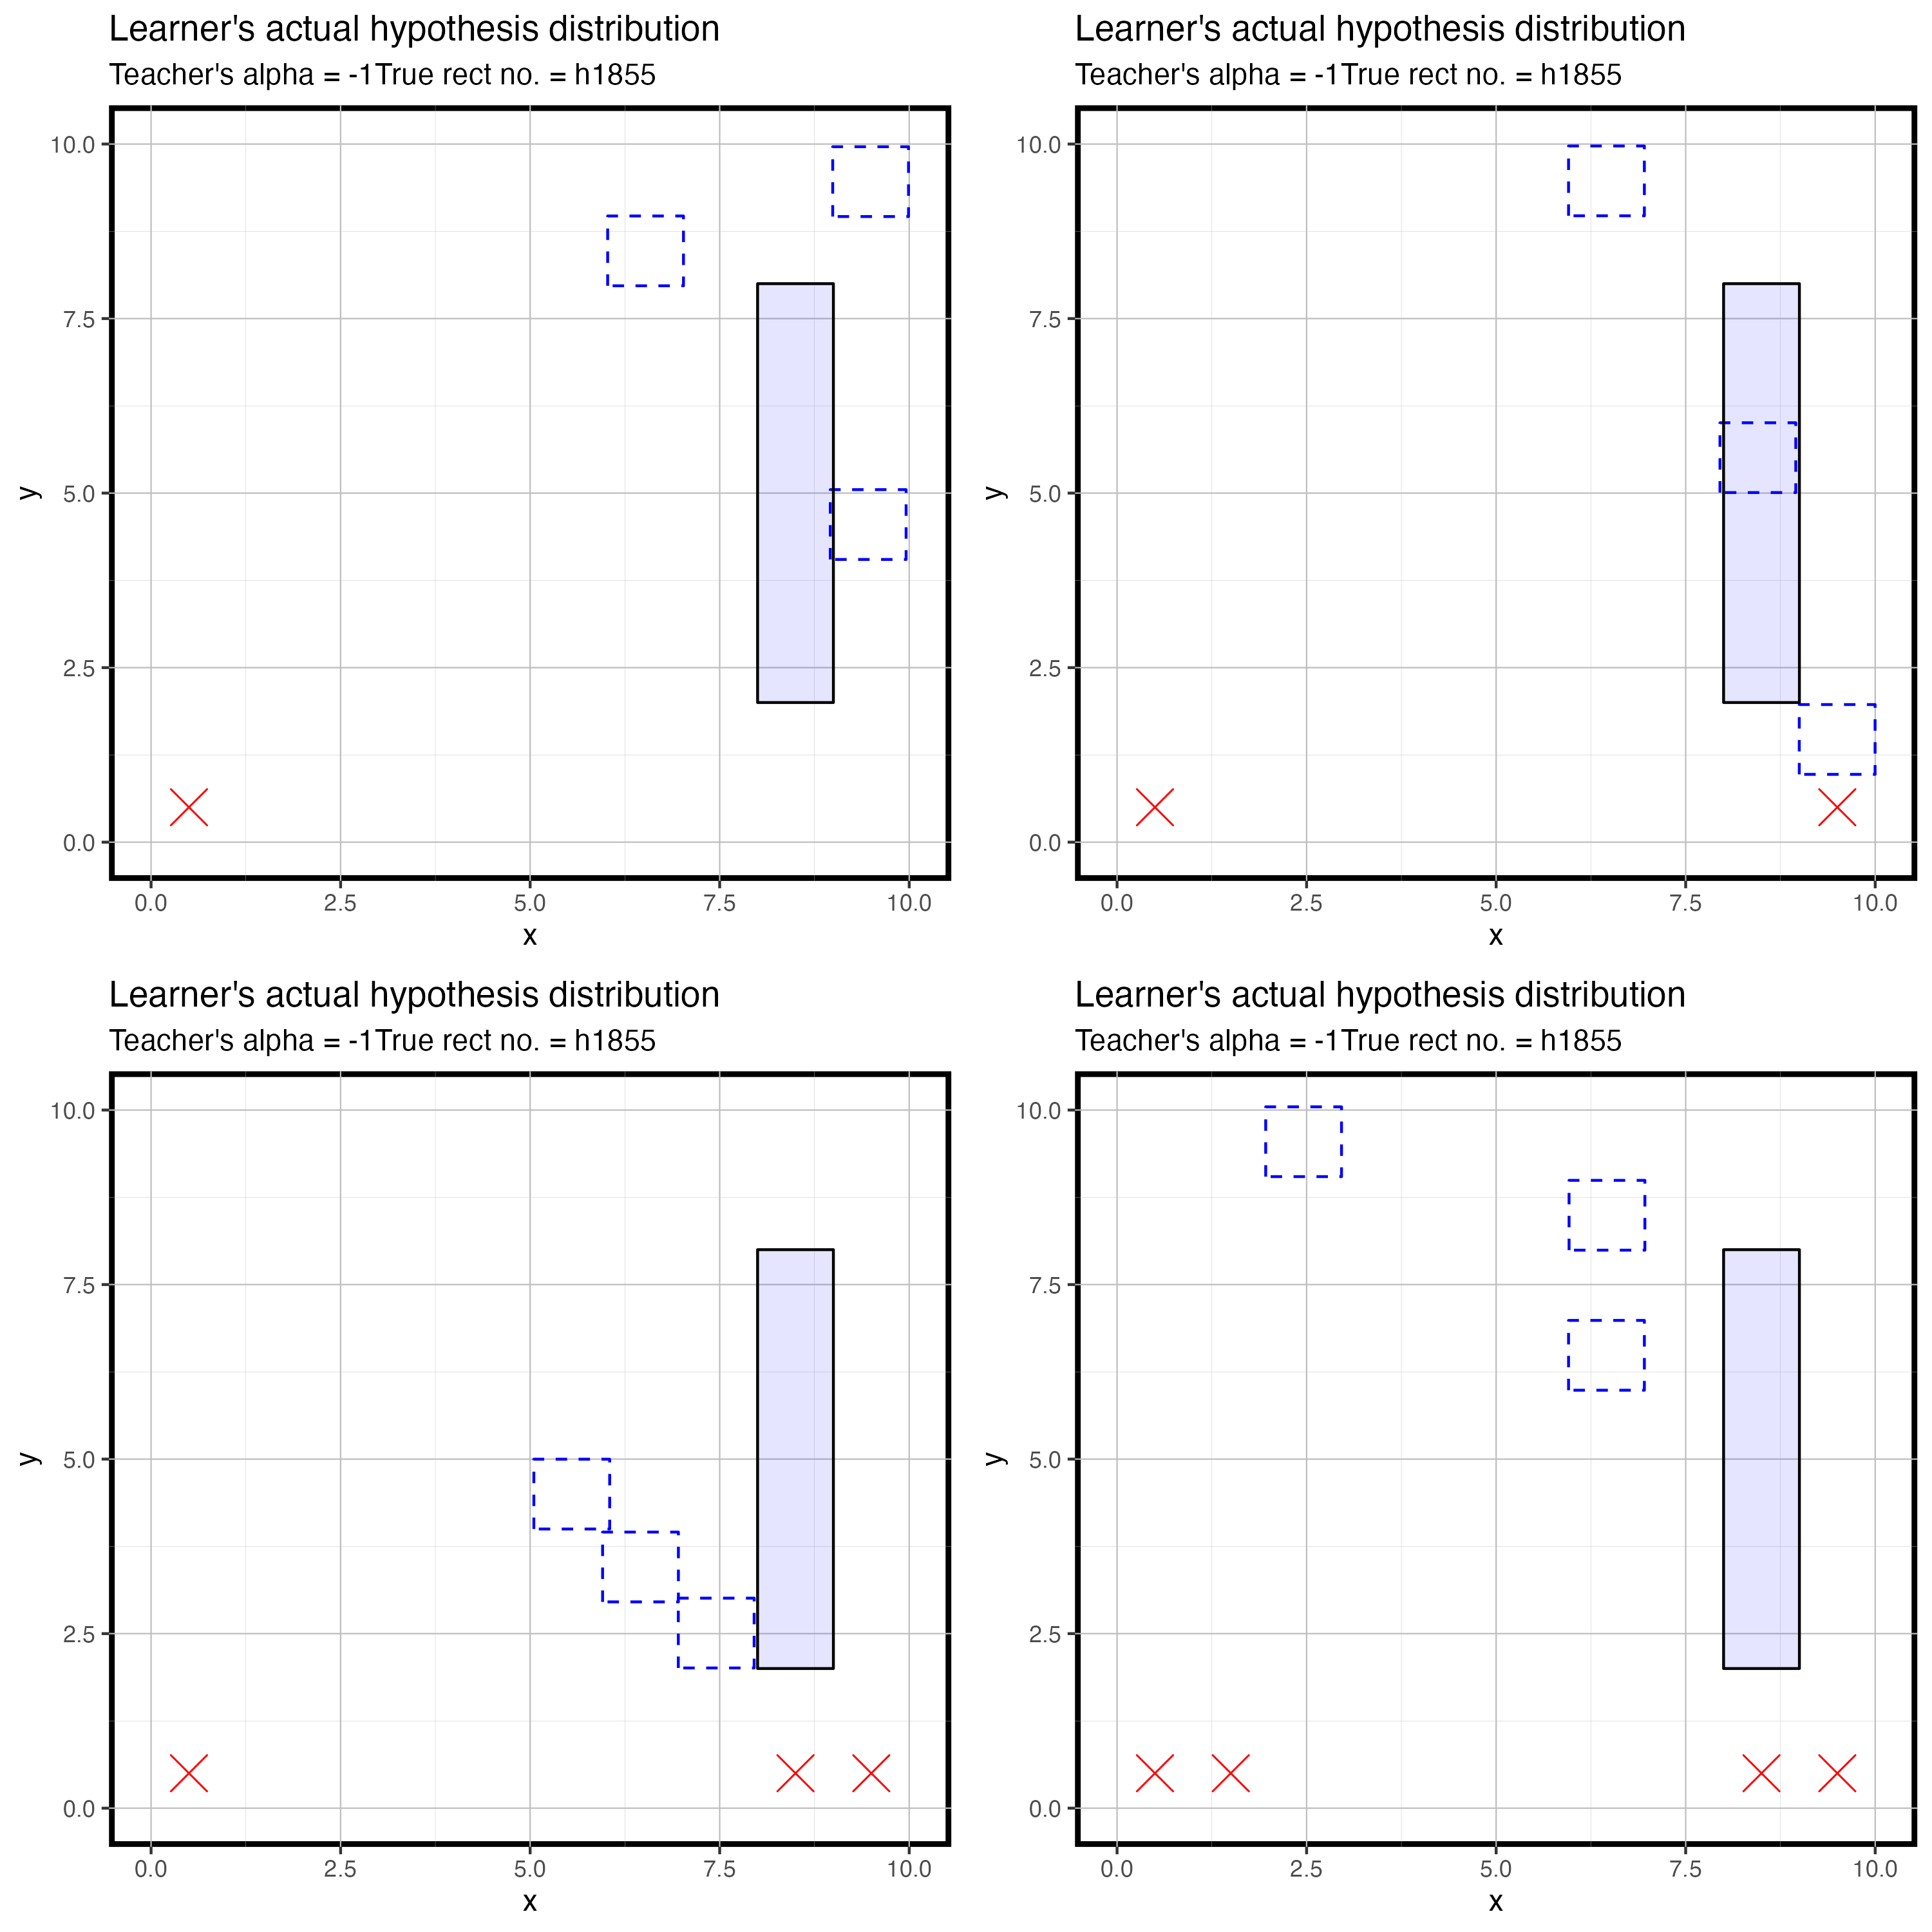 Learner's actual hypothesis distribution
Teacher's alpha = -1True rect no. = h1855
10.0
7.5
5.0
2.5
0.0
y
0.0 2.5 5.0 7.5 10.0
x
Learner's actual hypothesis distribution
Teacher's alpha = -1True rect no. = h1855
10.0
7.5
5.0
2.5
0.0
y
0.0 2.5 5.0 7.5 10.0
x
Learner's actual hypothesis distribution
Teacher's alpha = -1True rect no. = h1855
10.0
7.5
5.0
2.5
0.0
y
0.0 2.5 5.0 7.5 10.0
x
Learner's actual hypothesis distribution
Teacher's alpha = -1True rect no. = h1855
10.0
7.5
5.0
2.5
0.0
y
0.0 2.5 5.0 7.5 10.0
x